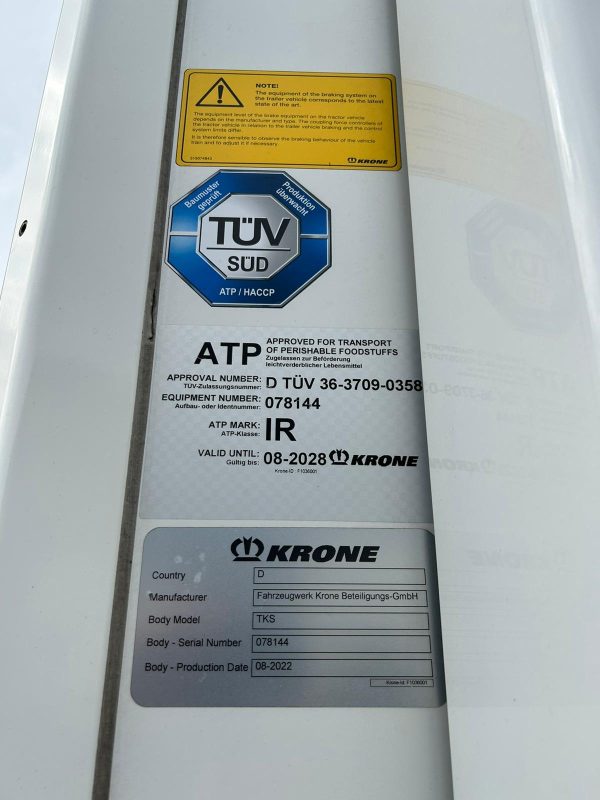 NOTE!
The equipment of the braking system on
the trailer vehicle corresponds to the latest
state of the art.
The equipment level of the brake equipment on the tractor vehicle
depends on the manufacturer and type. The coupling force controllers of
the tractor vehicle in relation to the trailer vehicle braking and the control
system limits differ.
It is therefore sensible to observe the braking behaviour of the vehicle
train and to adjust it if necessary.
KRONE
Baumuster
geprüft
Produktion
überwacht
TÜV
SÜD
ATP / HACCP
ATP
APPROVED FOR TRANSPORT
OF PERISHABLE FOODSTUFFS
Zugelassen zur Beförderung
leichtverderblicher Lebensmittel
APPROVAL NUMBER: D TÜV 36-3709-0358
TÜV-Zulassungsnummer:
EQUIPMENT NUMBER: 078144
Aufbau- oder Identnummer:
ATP MARK: IR
ATP-Klasse:
VALID UNTIL: 08-2028 KRONE
Gültig bis:
Krone-ID : F1036001
KRONE
Country D
Manufacturer Fahrzeugwerk Krone Beteiligungs-GmbH
Body Model TKS
Body - Serial Number 078144
Body - Production Date 08-2022
Krone-Id: F1036001